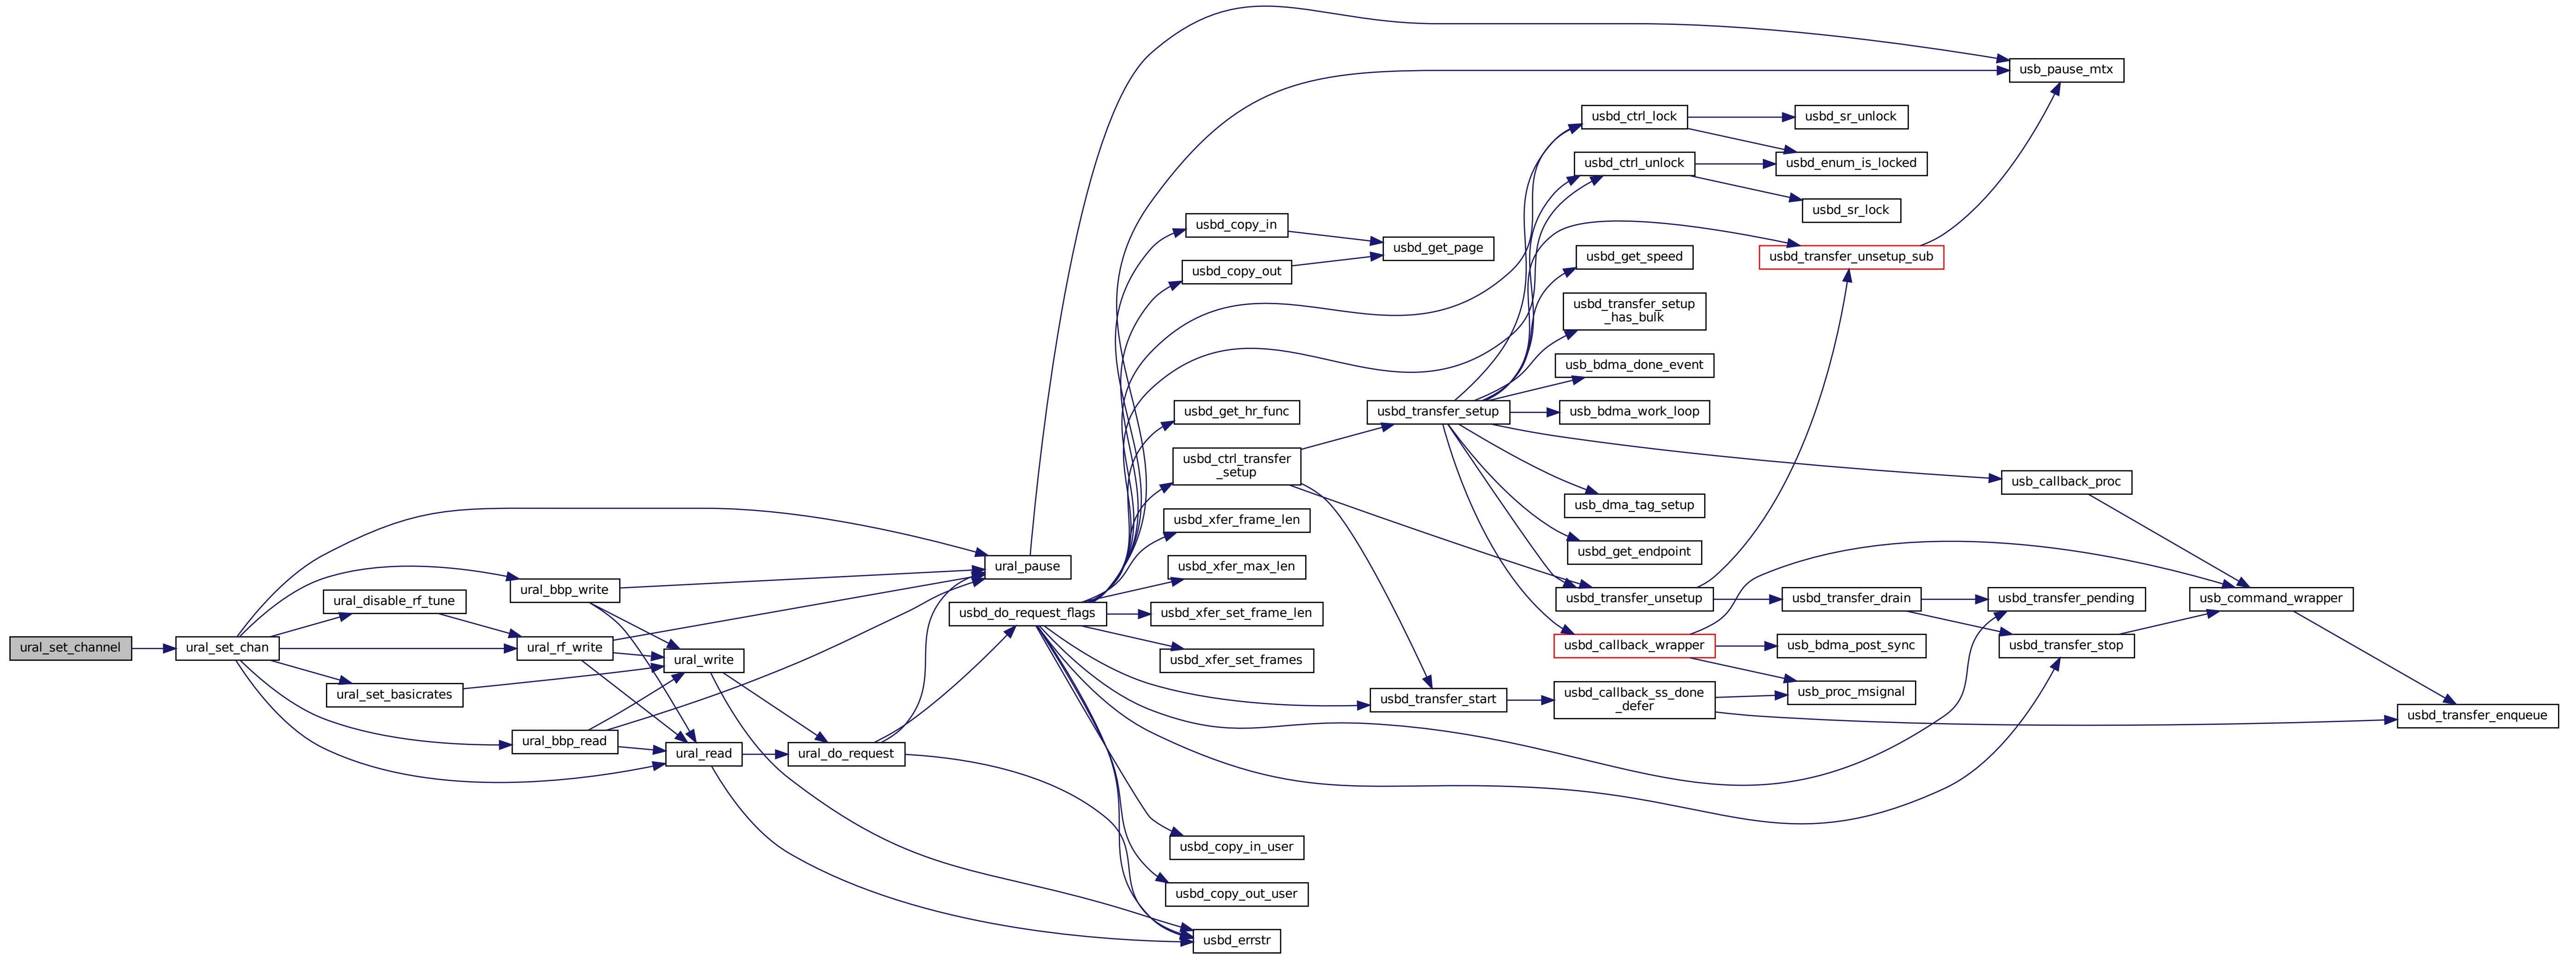 ural_set_channel
ural_set_chan
ural_disable_rf_tune
ural_set_basicrates
ural_bbp_write
ural_rf_write
ural_bbp_read
ural_write
ural_read
ural_do_request
ural_pause
usbd_do_request_flags
usbd_copy_in
usbd_copy_out
usbd_get_hr_func
usbd_ctrl_transfer
_setup
usbd_xfer_frame_len
usbd_xfer_max_len
usbd_xfer_set_frame_len
usbd_xfer_set_frames
usbd_copy_in_user
usbd_copy_out_user
usbd_errstr
usbd_get_page
usbd_transfer_setup
usbd_transfer_start
usbd_ctrl_lock
usbd_ctrl_unlock
usbd_get_speed
usbd_transfer_setup
_has_bulk
usb_bdma_done_event
usb_bdma_work_loop
usb_dma_tag_setup
usbd_get_endpoint
usbd_transfer_unsetup
usbd_callback_wrapper
usbd_callback_ss_done
_defer
usbd_sr_unlock
usbd_enum_is_locked
usbd_sr_lock
usbd_transfer_unsetup_sub
usbd_transfer_drain
usb_bdma_post_sync
usb_proc_msignal
usb_pause_mtx
usb_callback_proc
usbd_transfer_pending
usbd_transfer_stop
usb_command_wrapper
usbd_transfer_enqueue